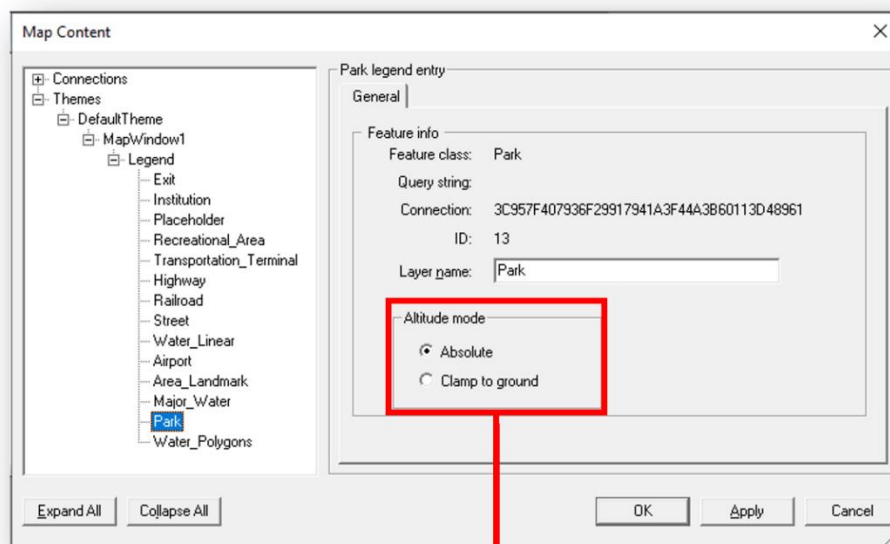 Map Content
Connections
Themes
DefaultTheme
MapWindow1
Legend
Exit
Institution
Placeholder
Recreational_Area
Transportation_Terminal
Highway
Railroad
Street
Water_Linear
Airport
Area_Landmark
Major_Water
Park
Water_Polygons
Park legend entry
General
Feature info
Feature class: Park
Query string:
Connection: 3C957F407936F29917941A3F44A3B60113D48961
ID: 13
Layer name: Park
Altitude mode
Absolute
Clamp to ground
Expand All Collapse All OK Apply Cancel